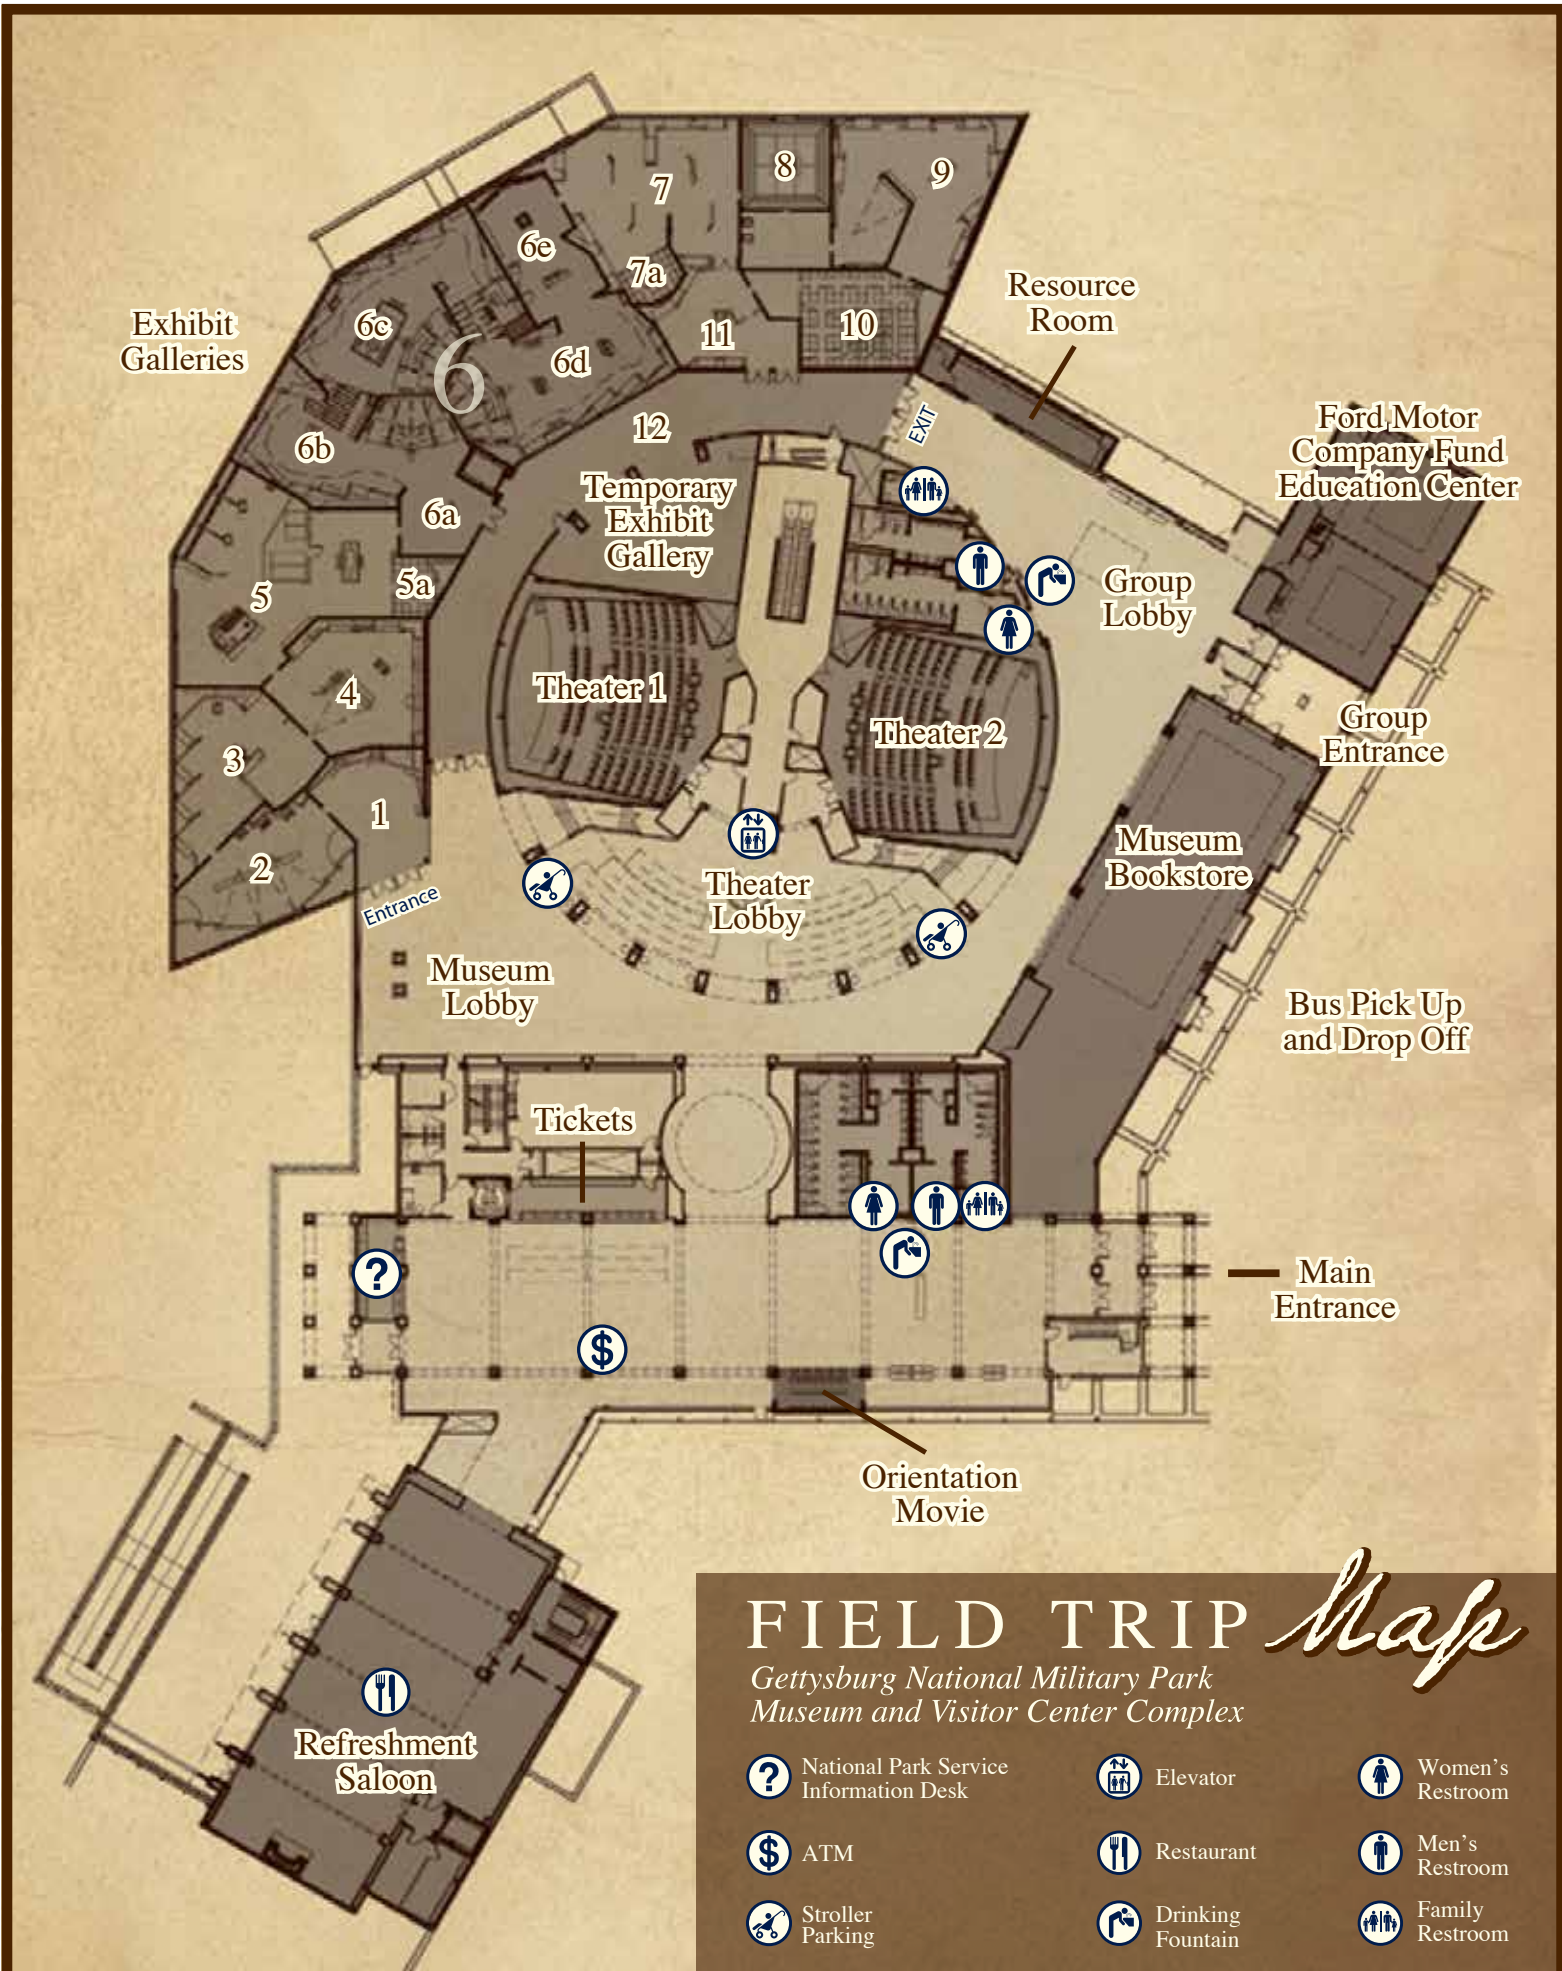 8
9
7
6e
7a
Resource
Room
Exhibit
Galleries
6c
11
10
6
6d
EXIT
Ford Motor
Company Fund
Education Center
12
6b
Temporary
Exhibit
Gallery
6a
5
5a
Group
Lobby
Theater 1
4
Theater 2
Group
Entrance
3
1
2
Museum
Bookstore
Entrance
Theater
Lobby
Museum
Lobby
Bus Pick Up
and Drop Off
Tickets
?
Main
Entrance
$
Orientation
Movie
Refreshment
Saloon
FIELD TRIP Map
Gettysburg National Military Park
Museum and Visitor Center Complex
? National Park Service
Information Desk
$ ATM
Stroller
Parking
Elevator
Restaurant
Drinking
Fountain
Women's
Restroom
Men's
Restroom
Family
Restroom